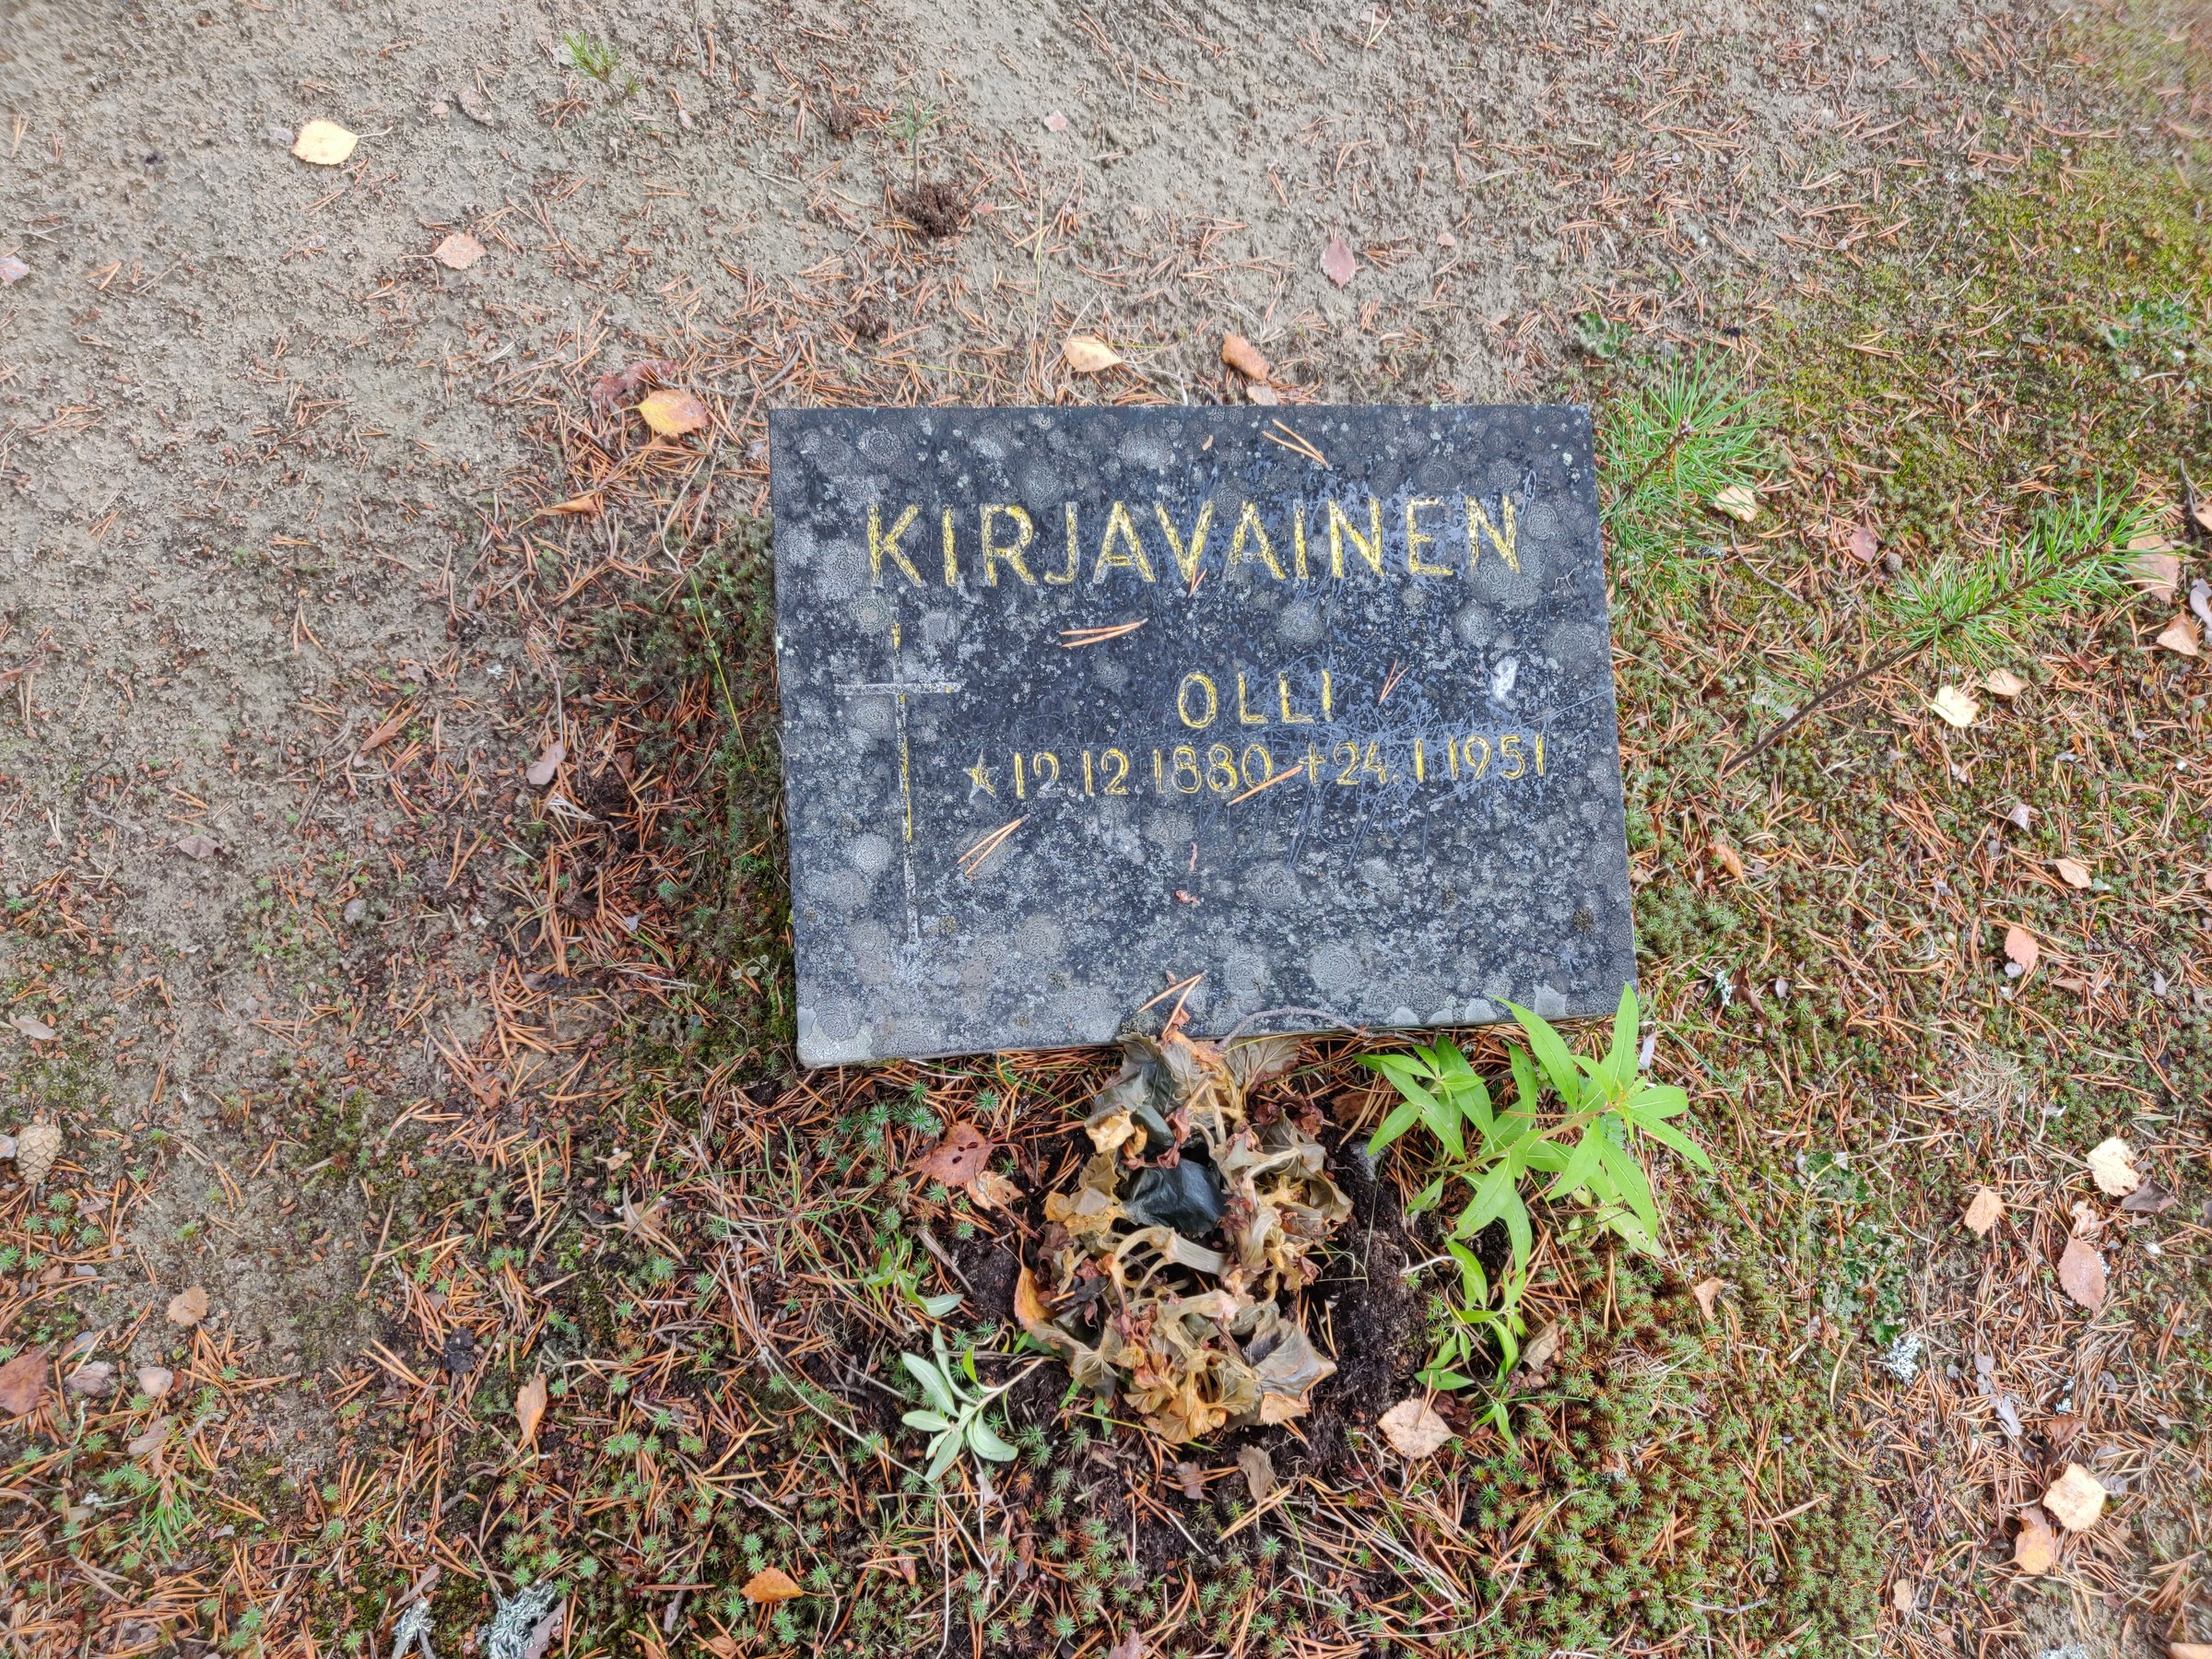 KIRJAVAINEN
OLLI
★ 12.12.1880 ✝ 24.1.1951